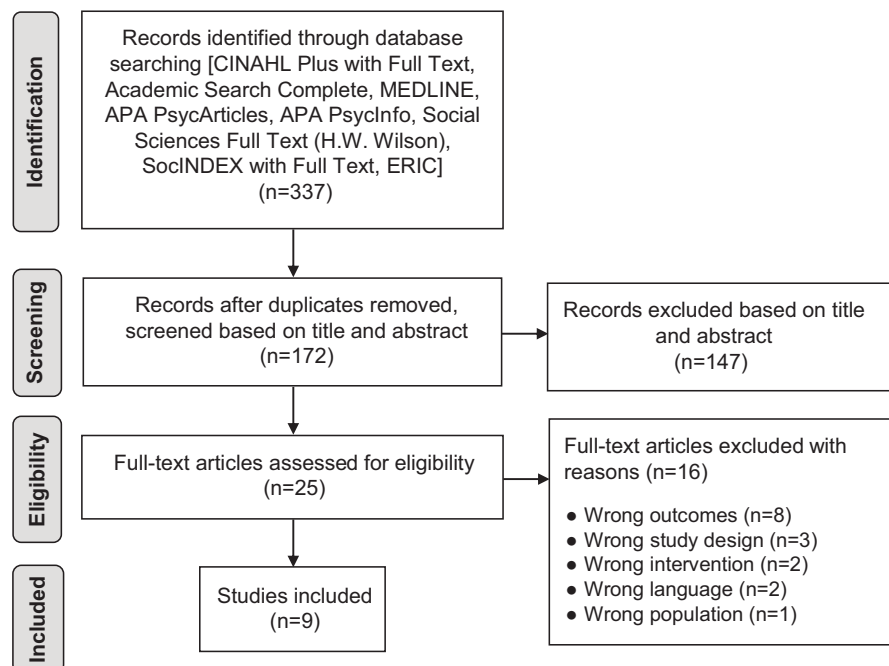 Identification
Records identified through database
searching [CINAHL Plus with Full Text,
Academic Search Complete, MEDLINE,
APA PsycArticles, APA PsycInfo, Social
Sciences Full Text (H.W. Wilson),
SocINDEX with Full Text, ERIC]
(n=337)
Screening
Records after duplicates removed,
screened based on title and abstract
(n=172)
Records excluded based on title
and abstract
(n=147)
Eligibility
Full-text articles assessed for eligibility
(n=25)
Full-text articles excluded with
reasons (n=16)
● Wrong outcomes (n=8)
● Wrong study design (n=3)
● Wrong intervention (n=2)
● Wrong language (n=2)
● Wrong population (n=1)
Included
Studies included
(n=9)